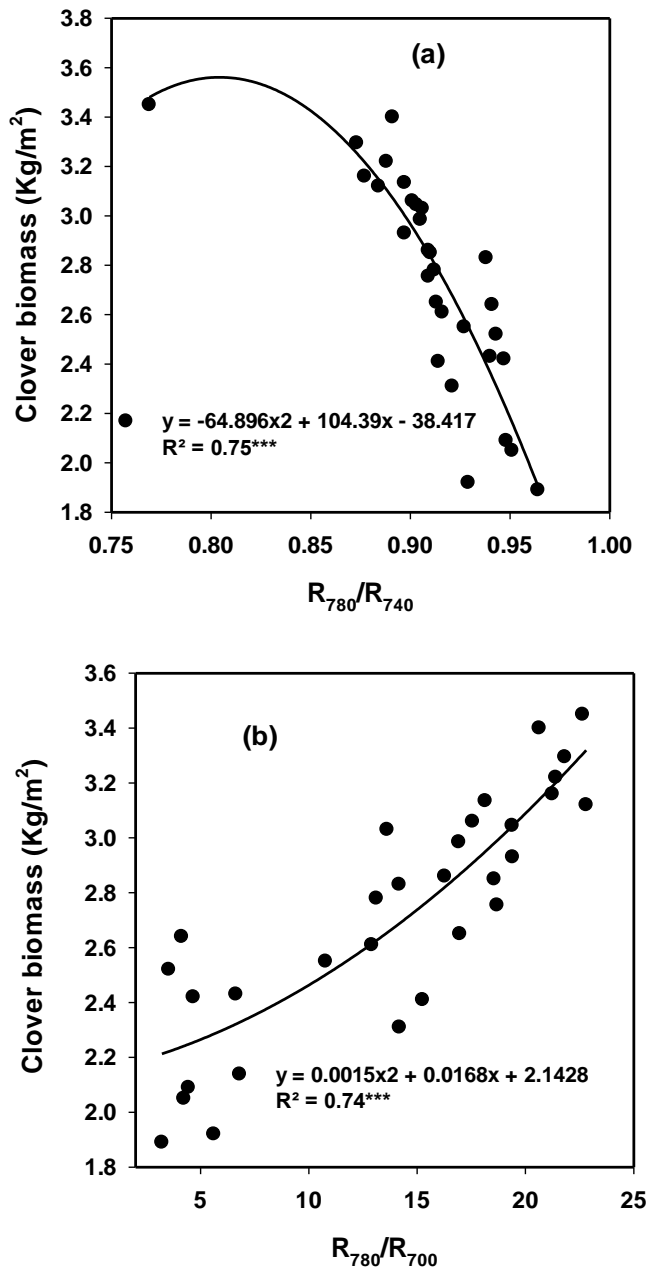 (a)
Clover biomass (Kg/m²)
3.8
3.6
3.4
3.2
3.0
2.8
2.6
2.4
2.2
2.0
1.8
y = -64.896x2 + 104.39x - 38.417
R² = 0.75***
0.75 0.80 0.85 0.90 0.95 1.00
R₇₈₀/R₇₄₀
(b)
Clover biomass (Kg/m²)
3.6
3.4
3.2
3.0
2.8
2.6
2.4
2.2
2.0
1.8
y = 0.0015x2 + 0.0168x + 2.1428
R² = 0.74***
5 10 15 20 25
R₇₈₀/R₇₀₀